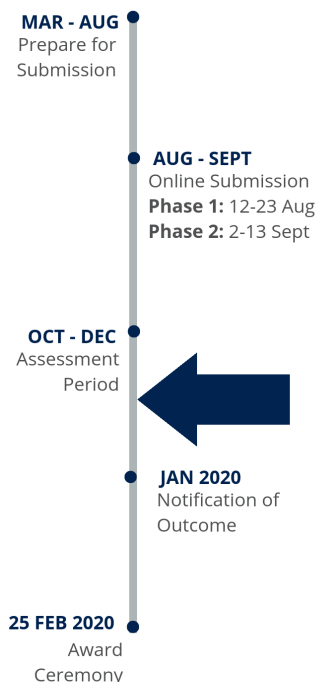 MAR - AUG
Prepare for
Submission
AUG - SEPT
Online Submission
Phase 1: 12-23 Aug
Phase 2: 2-13 Sept
OCT - DEC
Assessment
Period
JAN 2020
Notification of
Outcome
25 FEB 2020
Award
Ceremony